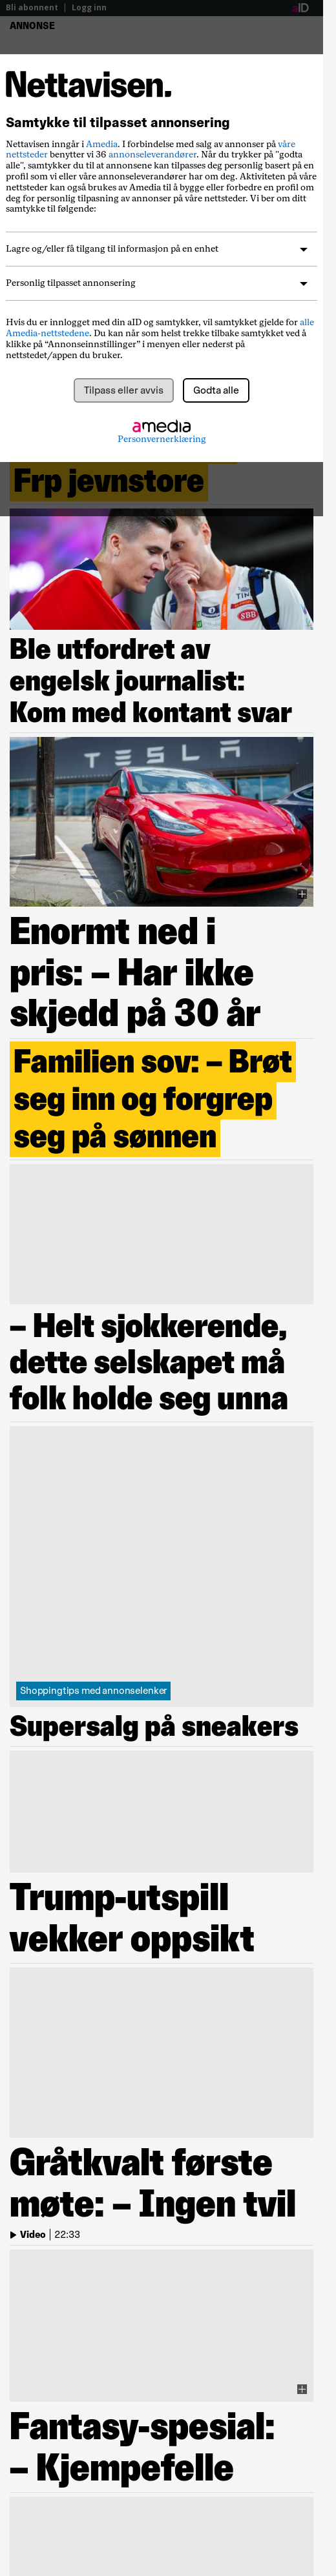 Bli abonnent | Logg inn
aID
ANNONSE
Nettavisen.
Samtykke til tilpasset annonsering
Nettavisen inngår i Amedia. I forbindelse med salg av annonser på våre
nettsteder benytter vi 36 annonseleverandører. Når du trykker på "godta
alle", samtykker du til at annonsene kan tilpasses deg personlig basert på en
profil som vi eller våre annonseleverandører har om deg. Aktiviteten på våre
nettsteder kan også brukes av Amedia til å bygge eller forbedre en profil om
deg for personlig tilpasning av annonser på våre nettsteder. Vi ber om ditt
samtykke til følgende:
Lagre og/eller få tilgang til informasjon på en enhet
Personlig tilpasset annonsering
Hvis du er innlogget med din aID og samtykker, vil samtykket gjelde for alle
Amedia-nettstedene. Du kan når som helst trekke tilbake samtykket ved å
klikke på “Annonseinnstillinger” i menyen eller nederst på
nettstedet/appen du bruker.
Tilpass eller avvis
Godta alle
amedia
Personvernerklæring
Frp jevnstore
SBB
Ble utfordret av
engelsk journalist:
Kom med kontant svar
TESLA
Enormt ned i
pris: – Har ikke
skjedd på 30 år
Familien sov: – Brøt
seg inn og forgrep
seg på sønnen
– Helt sjokkerende,
dette selskapet må
folk holde seg unna
Shoppingtips med annonselenker
Supersalg på sneakers
Trump-utspill
vekker oppsikt
Gråtkvalt første
møte: – Ingen tvil
Video | 22:33
Fantasy-spesial:
– Kjempefelle